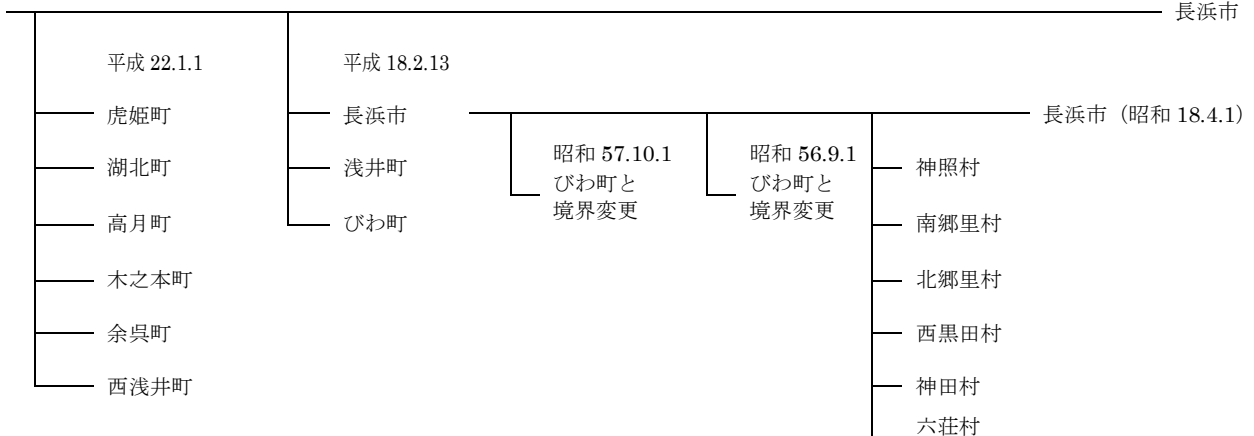 長浜市
平成 22.1.1
虎姫町
湖北町
高月町
木之本町
余呉町
西浅井町
平成 18.2.13
長浜市
浅井町
びわ町
昭和 57.10.1
びわ町と
境界変更
昭和 56.9.1
びわ町と
境界変更
長浜市（昭和 18.4.1）
神照村
南郷里村
北郷里村
西黒田村
神田村
六荘村